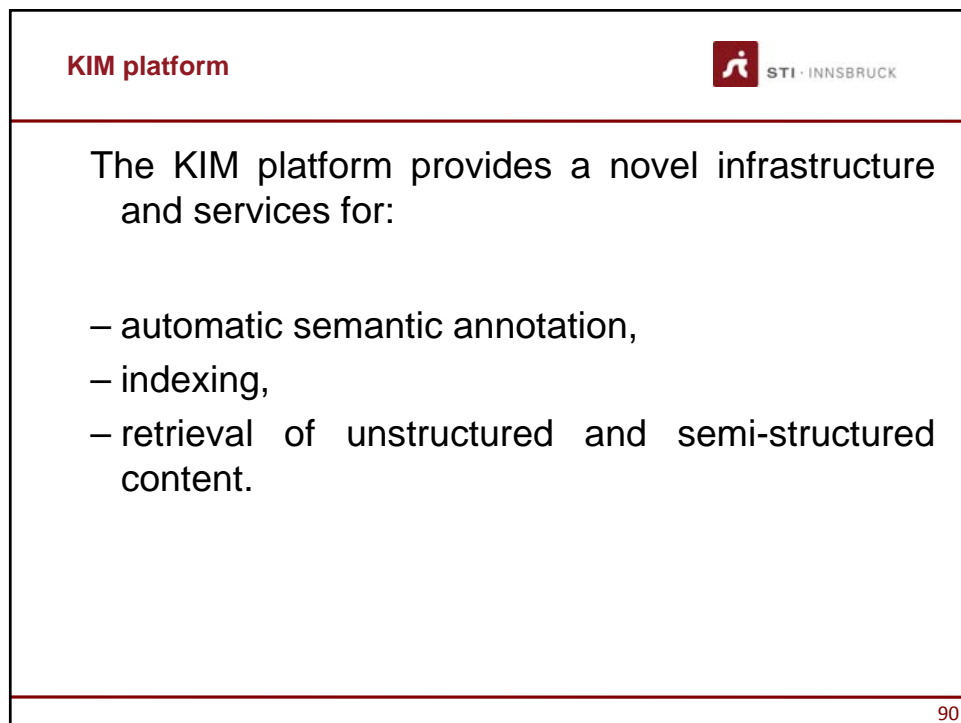 KIM platform
STI · INNSBRUCK
The KIM platform provides a novel infrastructure
and services for:
– automatic semantic annotation,
– indexing,
– retrieval of unstructured and semi-structured
content.
90